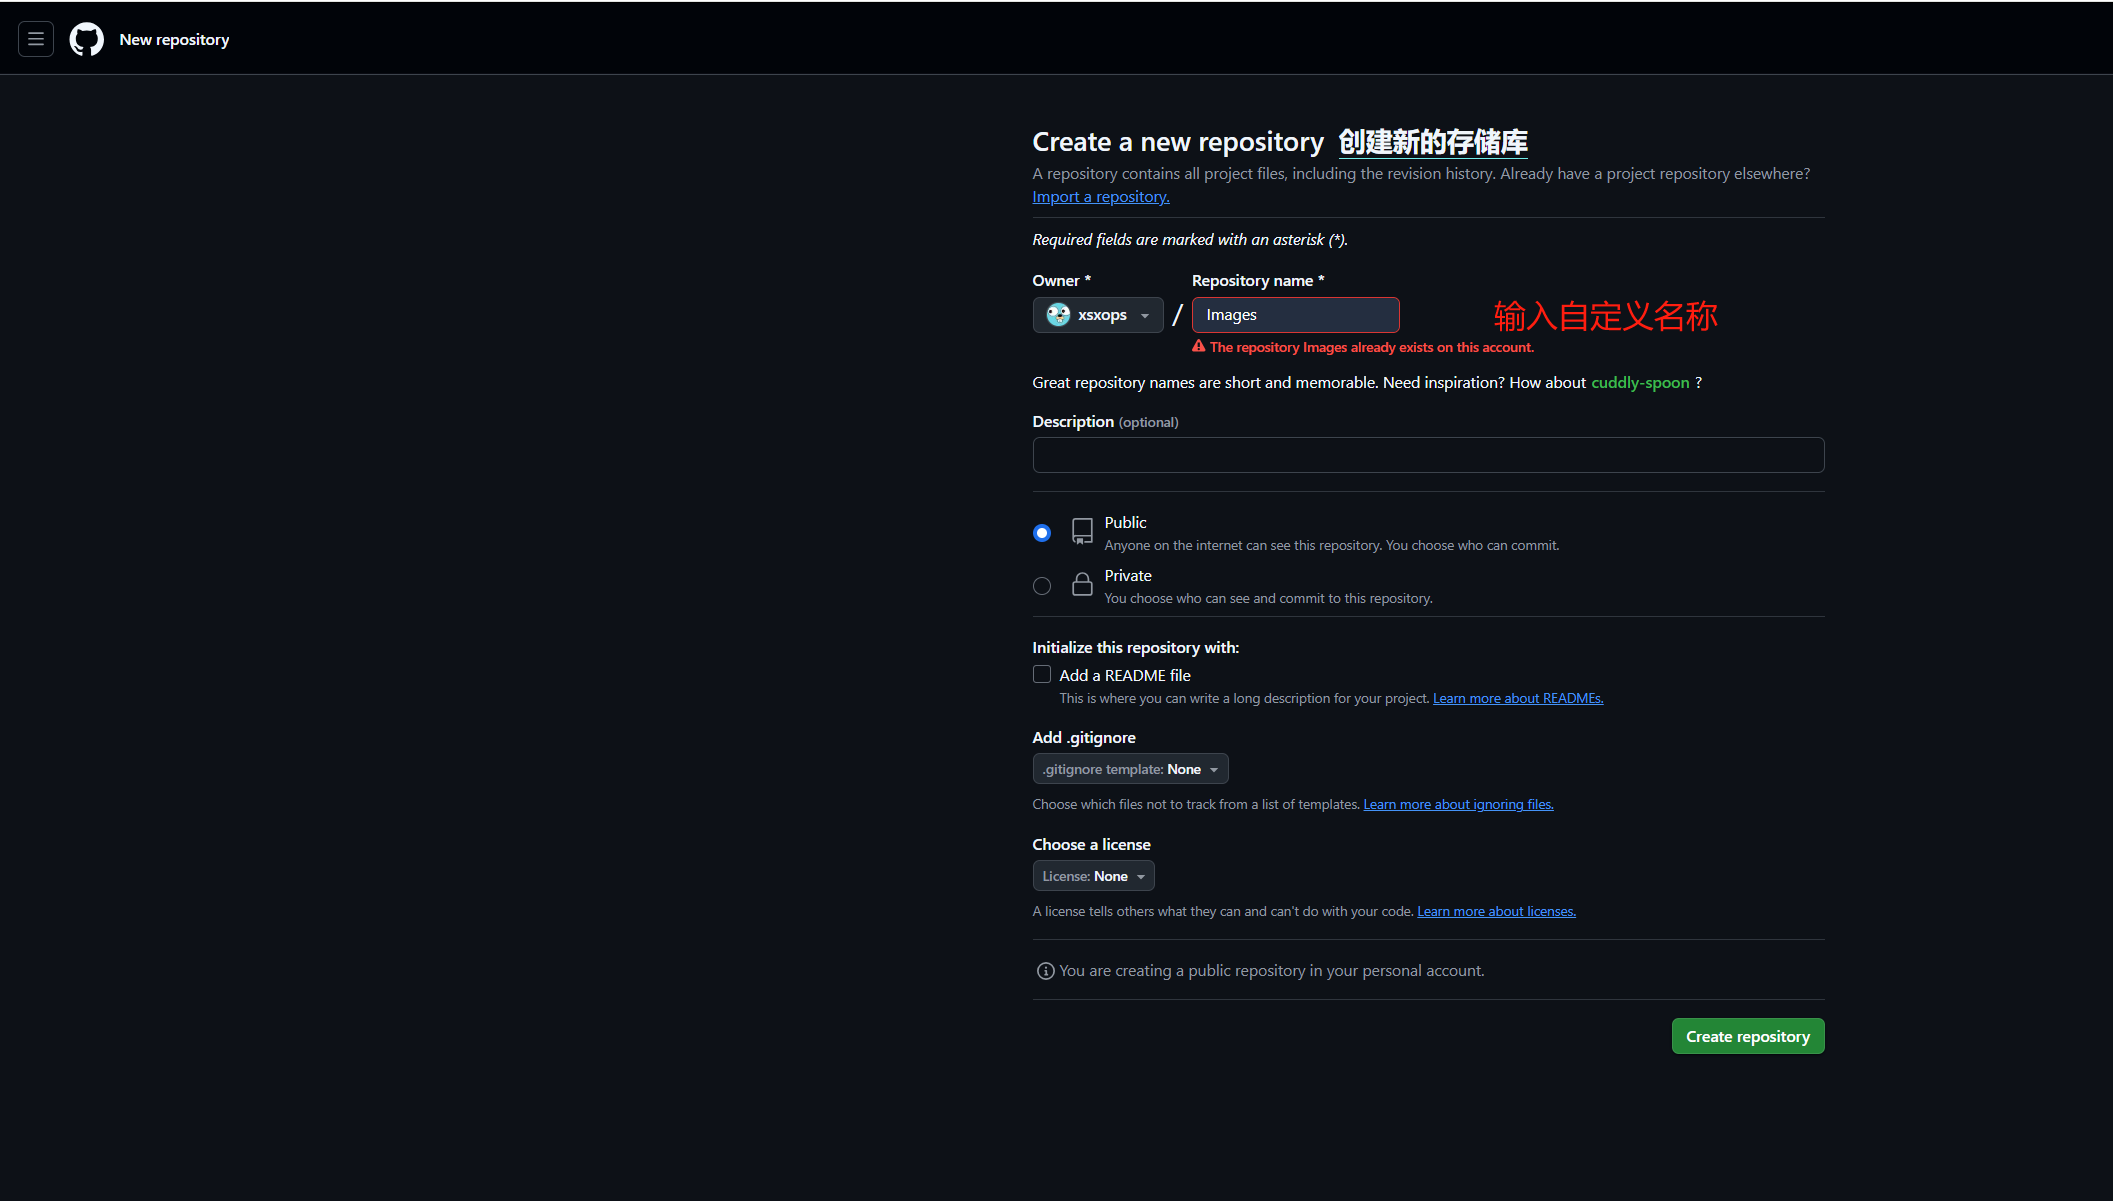 New repository
Create a new repository 创建新的存储库
A repository contains all project files, including the revision history. Already have a project repository elsewhere?
Import a repository.
Required fields are marked with an asterisk (*).
Owner * Repository name *
xsxops / Images 输入自定义名称
The repository Images already exists on this account.
Great repository names are short and memorable. Need inspiration? How about cuddly-spoon ?
Description (optional)
Public
Anyone on the internet can see this repository. You choose who can commit.
Private
You choose who can see and commit to this repository.
Initialize this repository with:
Add a README file
This is where you can write a long description for your project. Learn more about READMEs.
Add .gitignore
.gitignore template: None
Choose which files not to track from a list of templates. Learn more about ignoring files.
Choose a license
License: None
A license tells others what they can and can't do with your code. Learn more about licenses.
You are creating a public repository in your personal account.
Create repository